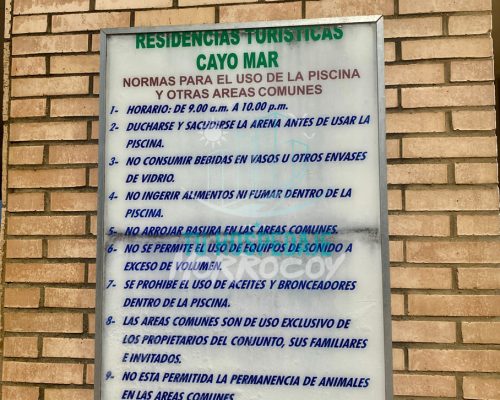 RESIDENCIAS TURISTICAS
CAYO MAR
NORMAS PARA EL USO DE LA PISCINA
Y OTRAS AREAS COMUNES
1- HORARIO: DE 9.00 a.m. A 10.00 p.m.
2- DUCHARSE Y SACUDIRSE LA ARENA ANTES DE USAR LA
PISCINA.
3- NO CONSUMIR BEBIDAS EN VASOS U OTROS ENVASES
DE VIDRIO.
4- NO INGERIR ALIMENTOS NI FUMAR DENTRO DE LA
PISCINA.
5- NO ARROJAR BASURA EN LAS AREAS COMUNES.
6- NO SE PERMITE EL USO DE EQUIPOS DE SONIDO A
EXCESO DE VOLUMEN.
7- SE PROHIBE EL USO DE ACEITES Y BRONCEADORES
DENTRO DE LA PISCINA.
8- LAS AREAS COMUNES SON DE USO EXCLUSIVO DE
LOS PROPIETARIOS DEL CONJUNTO, SUS FAMILIARES
E INVITADOS.
9- NO ESTA PERMITIDA LA PERMANENCIA DE ANIMALES
EN LAS AREAS COMUNES
MORROCOY